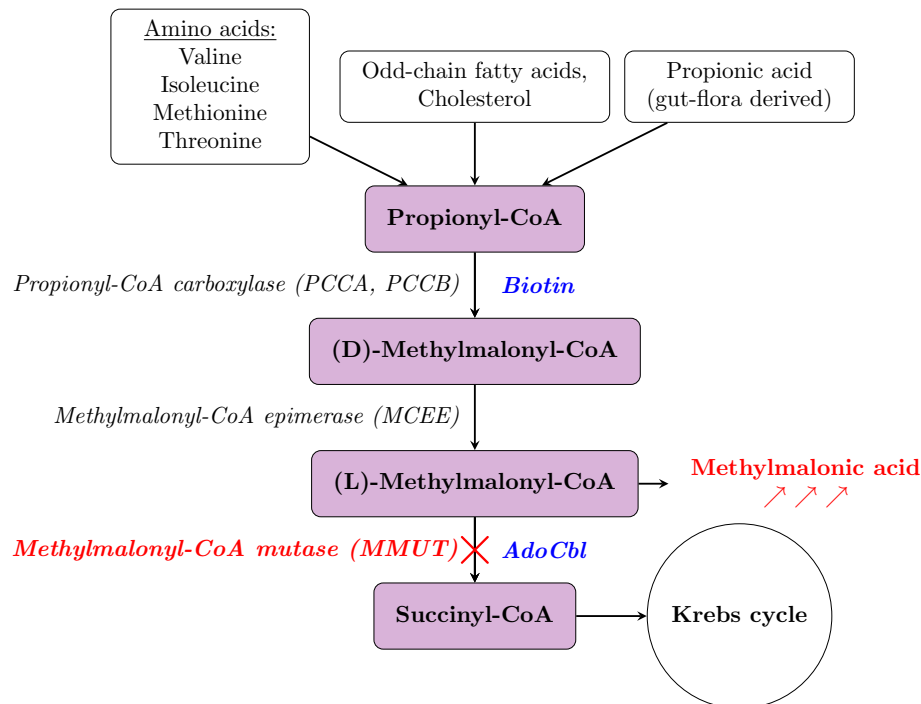 Amino acids:
Valine
Isoleucine
Methionine
Threonine
Odd-chain fatty acids,
Cholesterol
Propionic acid
(gut-flora derived)
Propionyl-CoA
Propionyl-CoA carboxylase (PCCA, PCCB)
Biotin
(D)-Methylmalonyl-CoA
Methylmalonyl-CoA epimerase (MCEE)
(L)-Methylmalonyl-CoA
Methylmalonic acid
Methylmalonyl-CoA mutase (MMUT)
AdoCbl
Succinyl-CoA
Krebs cycle